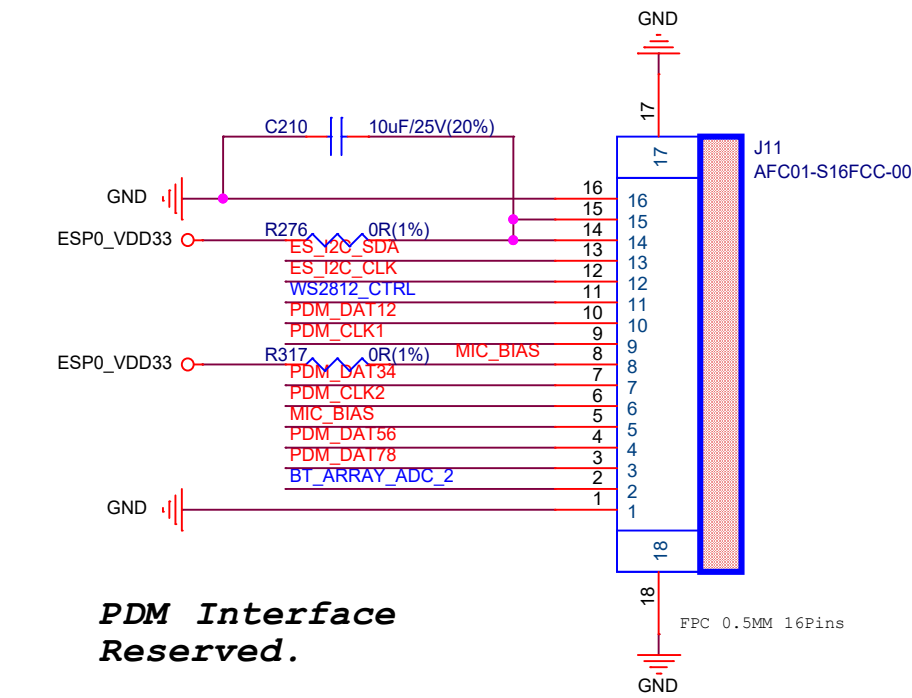 GND
17
17
J11
AFC01-S16FCC-00
C210 10uF/25V(20%)
GND
16 16
15 15
ESP0_VDD33 R276 0R(1%) 14 14
ES_I2C_SDA 13 13
ES_I2C_CLK 12 12
WS2812_CTRL 11 11
PDM_DAT12 10 10
PDM_CLK1 9 9
ESP0_VDD33 R317 0R(1%) MIC_BIAS 8 8
PDM_DAT34 7 7
PDM_CLK2 6 6
MIC_BIAS 5 5
PDM_DAT56 4 4
PDM_DAT78 3 3
BT_ARRAY_ADC_2 2 2
GND 1 1
18
18
FPC 0.5MM 16Pins
GND
PDM Interface
Reserved.